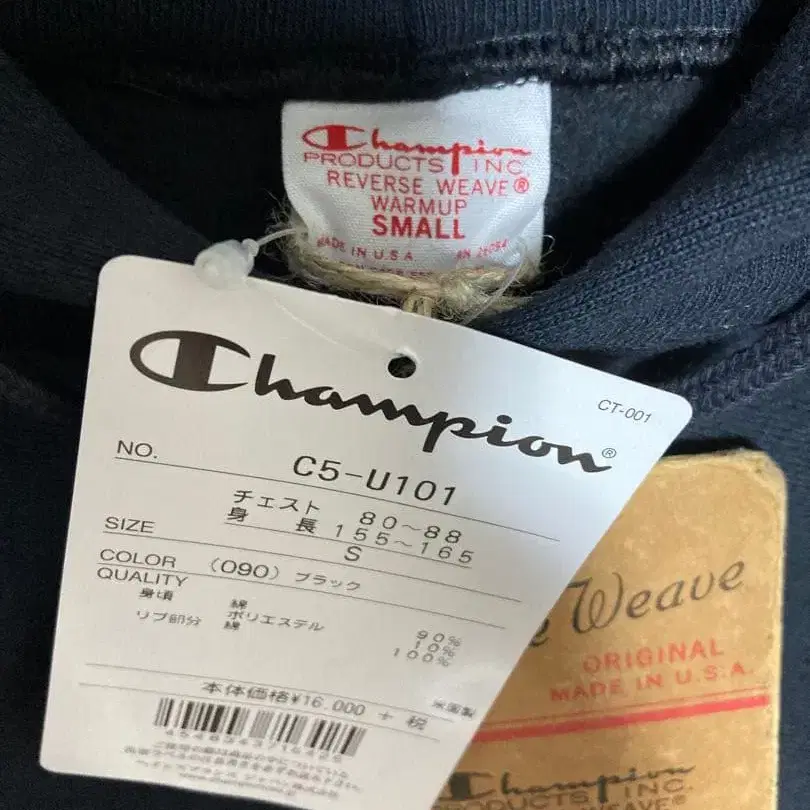 Champion
PRODUCTS INC
REVERSE WEAVE®
WARMUP
SMALL
MADE IN U.S.A.
Champion®
CT-001
NO. C5-U101
チェスト 80~88
身 長 155~165
SIZE S
COLOR (090) ブラック
QUALITY
身頃 綿 90%
ポリエステル 10%
リブ部分 綿 100%
本体価格¥16,000 + 税
米国製
Weave
ORIGINAL
MADE IN U.S.A.
Champion